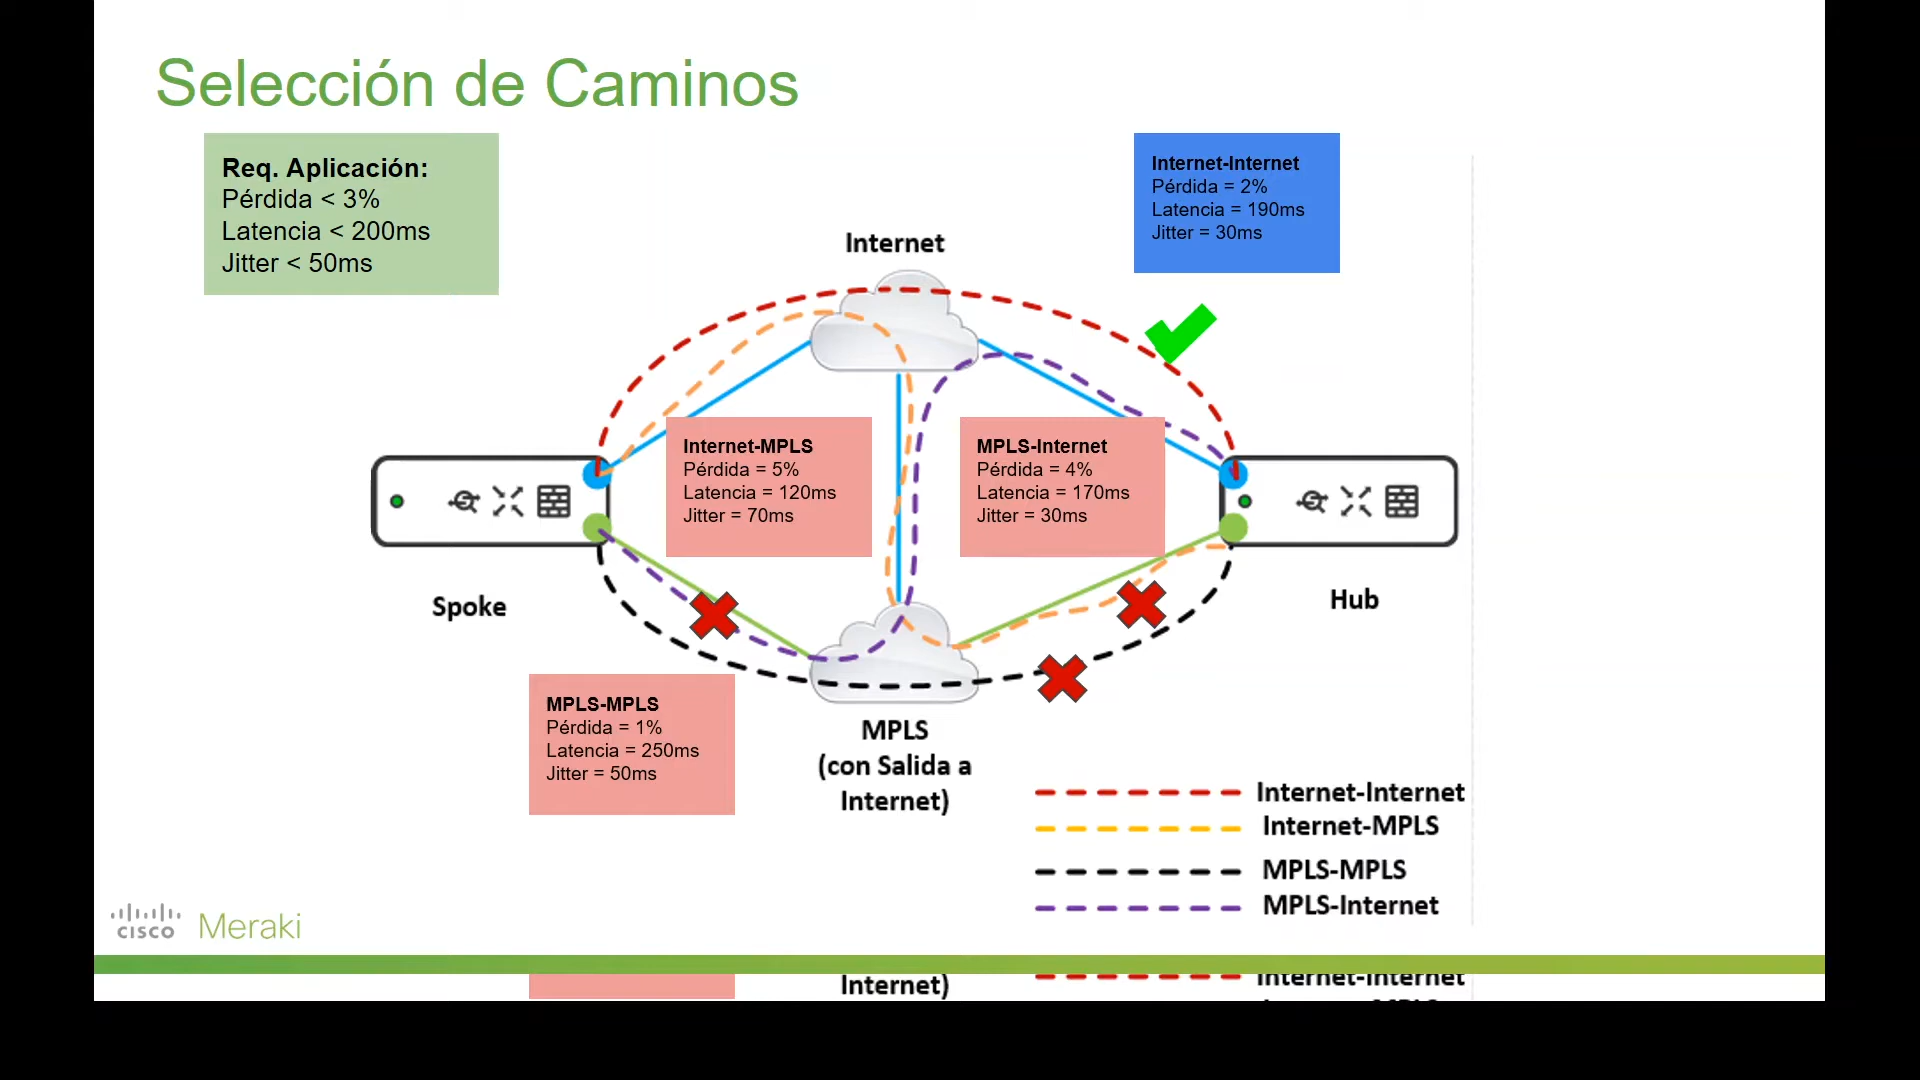 Selección de Caminos
Req. Aplicación:
Pérdida < 3%
Latencia < 200ms
Jitter < 50ms
Internet-Internet
Pérdida = 2%
Latencia = 190ms
Jitter = 30ms
Internet
Internet-MPLS
Pérdida = 5%
Latencia = 120ms
Jitter = 70ms
MPLS-Internet
Pérdida = 4%
Latencia = 170ms
Jitter = 30ms
Spoke
Hub
MPLS-MPLS
Pérdida = 1%
Latencia = 250ms
Jitter = 50ms
MPLS
(con Salida a
Internet)
Internet-Internet
Internet-MPLS
MPLS-MPLS
MPLS-Internet
cisco Meraki
Internet)
Internet-Internet